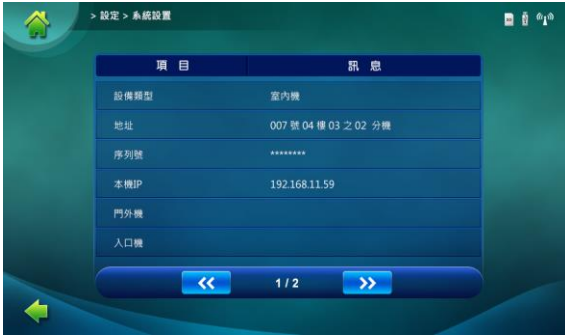 > 設定 > 系統設置
項 目 訊 息
設備類型 室內機
地址 007 號 04 樓 03 之 02 分機
序列號 ********
本機IP 192.168.11.59
門外機
入口機
1 / 2